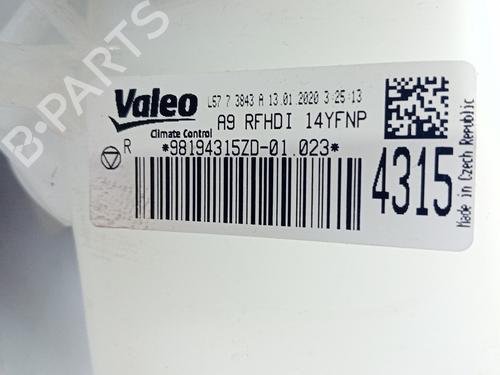 B-PARTS
Valeo
Climate Control
L57 7 3843 A 13.01.2020 3:25:13
A9 RFHDI 14YFNP
R *98194315ZD-01.023*
4315
Made in Czech Republic